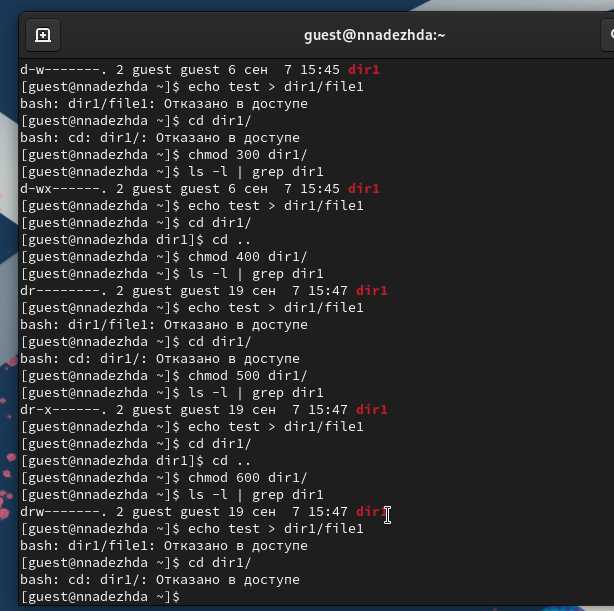 guest@nnadezhda:~
d-w-------. 2 guest guest 6 сен  7 15:45 dir1
[guest@nnadezhda ~]$ echo test > dir1/file1
bash: dir1/file1: Отказано в доступе
[guest@nnadezhda ~]$ cd dir1/
bash: cd: dir1/: Отказано в доступе
[guest@nnadezhda ~]$ chmod 300 dir1/
[guest@nnadezhda ~]$ ls -l | grep dir1
d-wx------. 2 guest guest 6 сен  7 15:45 dir1
[guest@nnadezhda ~]$ echo test > dir1/file1
[guest@nnadezhda ~]$ cd dir1/
[guest@nnadezhda dir1]$ cd ..
[guest@nnadezhda ~]$ chmod 400 dir1/
[guest@nnadezhda ~]$ ls -l | grep dir1
dr--------. 2 guest guest 19 сен  7 15:47 dir1
[guest@nnadezhda ~]$ echo test > dir1/file1
bash: dir1/file1: Отказано в доступе
[guest@nnadezhda ~]$ cd dir1/
bash: cd: dir1/: Отказано в доступе
[guest@nnadezhda ~]$ chmod 500 dir1/
[guest@nnadezhda ~]$ ls -l | grep dir1
dr-x------. 2 guest guest 19 сен  7 15:47 dir1
[guest@nnadezhda ~]$ echo test > dir1/file1
[guest@nnadezhda ~]$ cd dir1/
[guest@nnadezhda dir1]$ cd ..
[guest@nnadezhda ~]$ chmod 600 dir1/
[guest@nnadezhda ~]$ ls -l | grep dir1
drw-------. 2 guest guest 19 сен  7 15:47 dir1
[guest@nnadezhda ~]$ echo test > dir1/file1
bash: dir1/file1: Отказано в доступе
[guest@nnadezhda ~]$ cd dir1/
bash: cd: dir1/: Отказано в доступе
[guest@nnadezhda ~]$